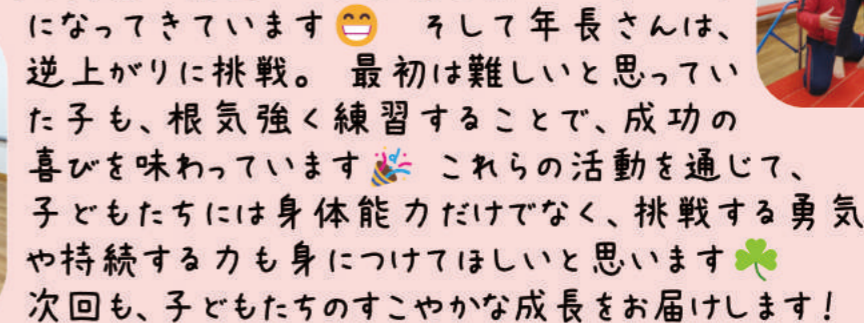 になってきています😁 そして年長さんは、
逆上がりに挑戦。 最初は難しいと思ってい
た子も、根気強く練習することで、成功の
喜びを味わっています🎉 これらの活動を通じて、
子どもたちには身体能力だけでなく、挑戦する勇気
や持続する力も身につけてほしいと思います☘️
次回も、子どもたちのすこやかな成長をお届けします!